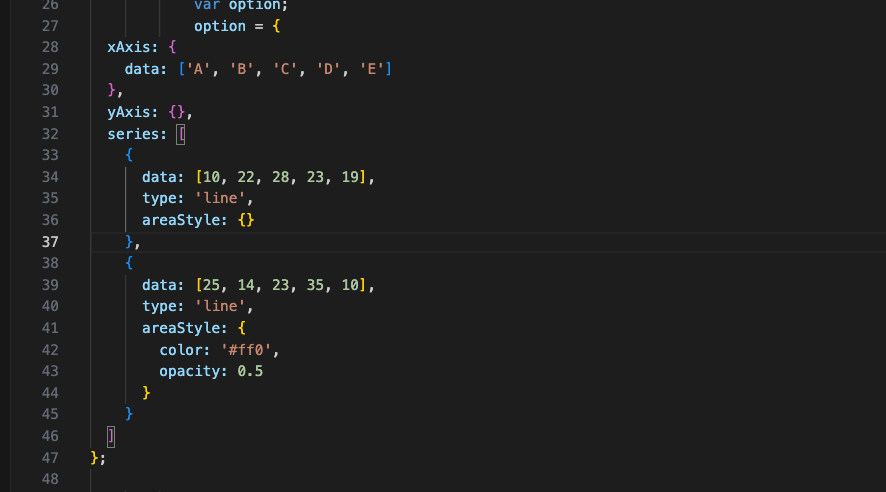 26 var option;
27 option = {
28 xAxis: {
29 data: ['A', 'B', 'C', 'D', 'E']
30 },
31 yAxis: {},
32 series: [
33 {
34 data: [10, 22, 28, 23, 19],
35 type: 'line',
36 areaStyle: {}
37 },
38 {
39 data: [25, 14, 23, 35, 10],
40 type: 'line',
41 areaStyle: {
42 color: '#ff0',
43 opacity: 0.5
44 }
45 }
46 ]
47 };
48